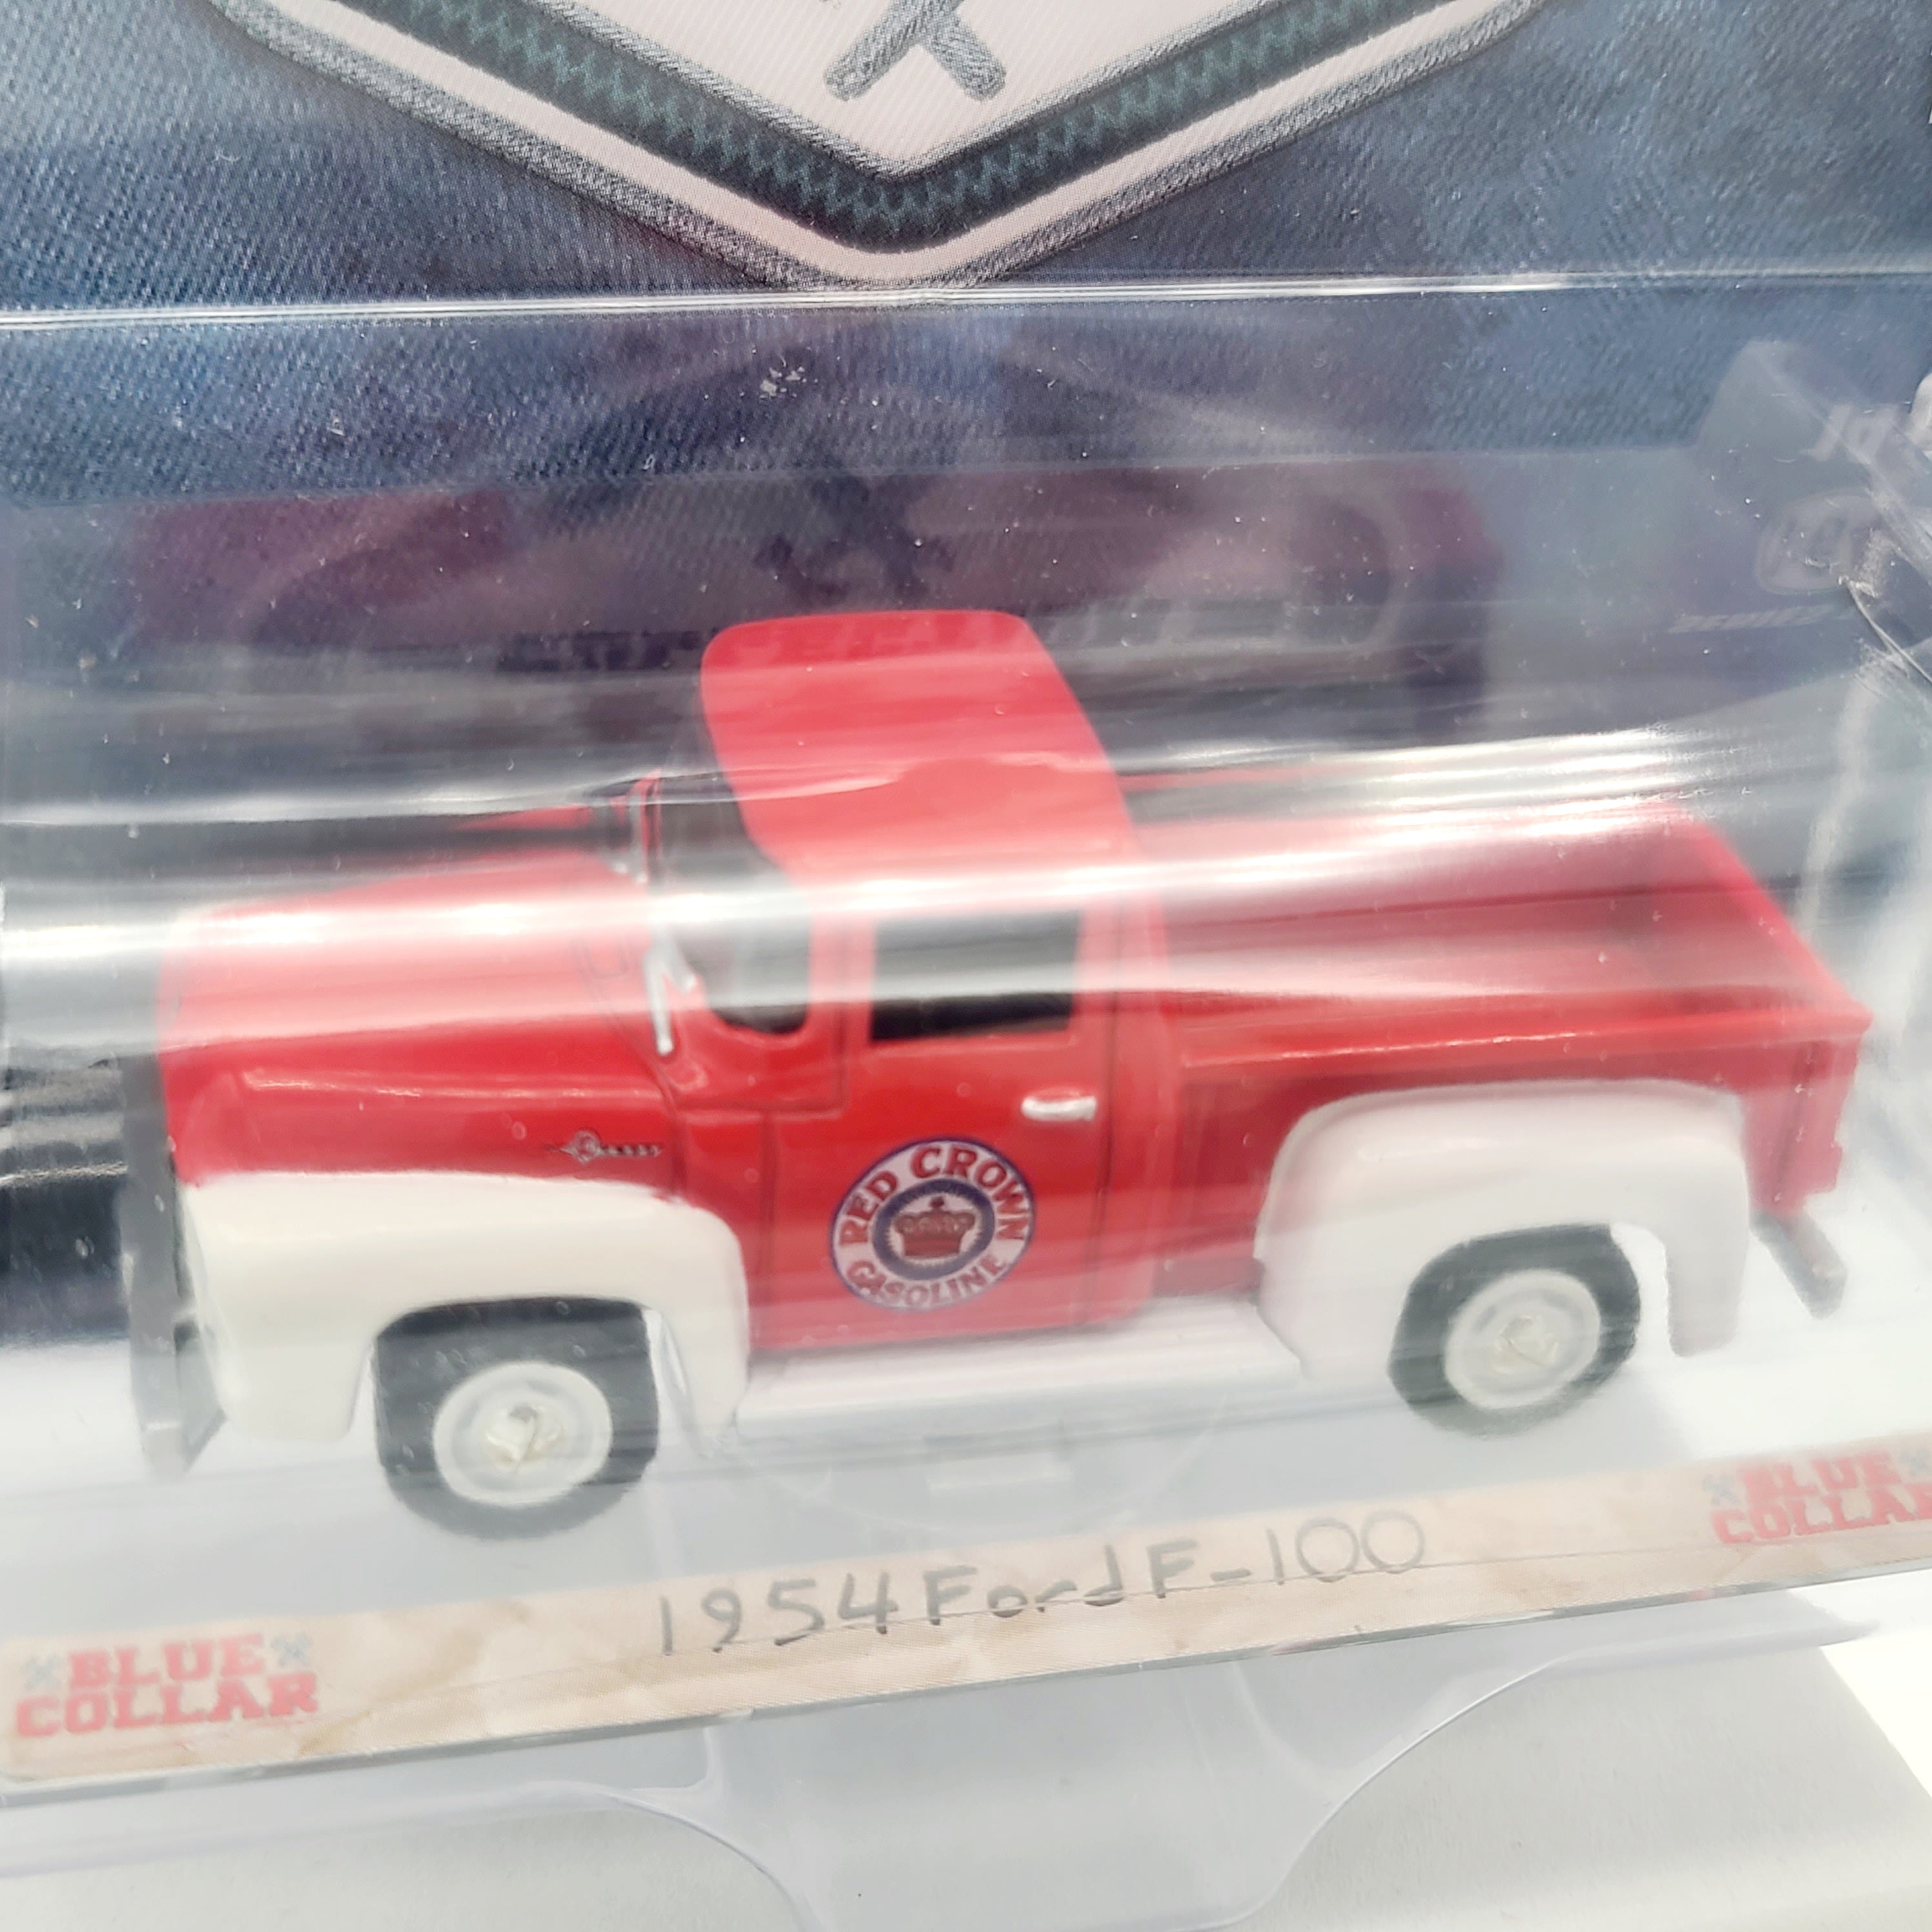 RED CROWN
GASOLINE
1954 Ford F-100
BLUE
COLLAR
BLUE
COLLAR